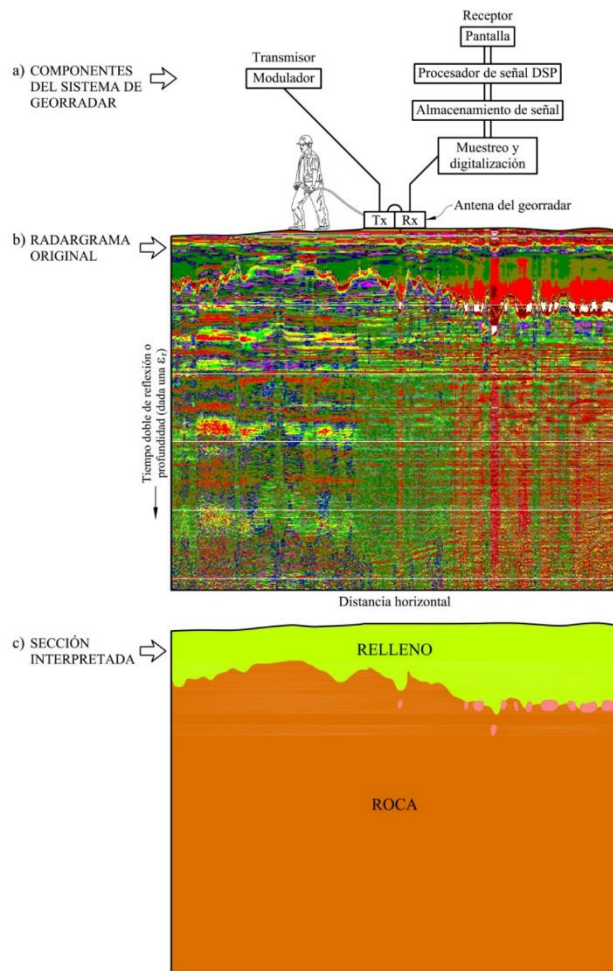 Receptor
Pantalla
a) COMPONENTES
DEL SISTEMA DE
GEORRADAR
Transmisor
Modulador
Procesador de señal DSP
Almacenamiento de señal
Muestreo y
digitalización
Tx
Rx
Antena del georradar
b) RADARGRAMA
ORIGINAL
Tiempo doble de reflexión o
profundidad (dada una εr)
Distancia horizontal
c) SECCIÓN
INTERPRETADA
RELLENO
ROCA